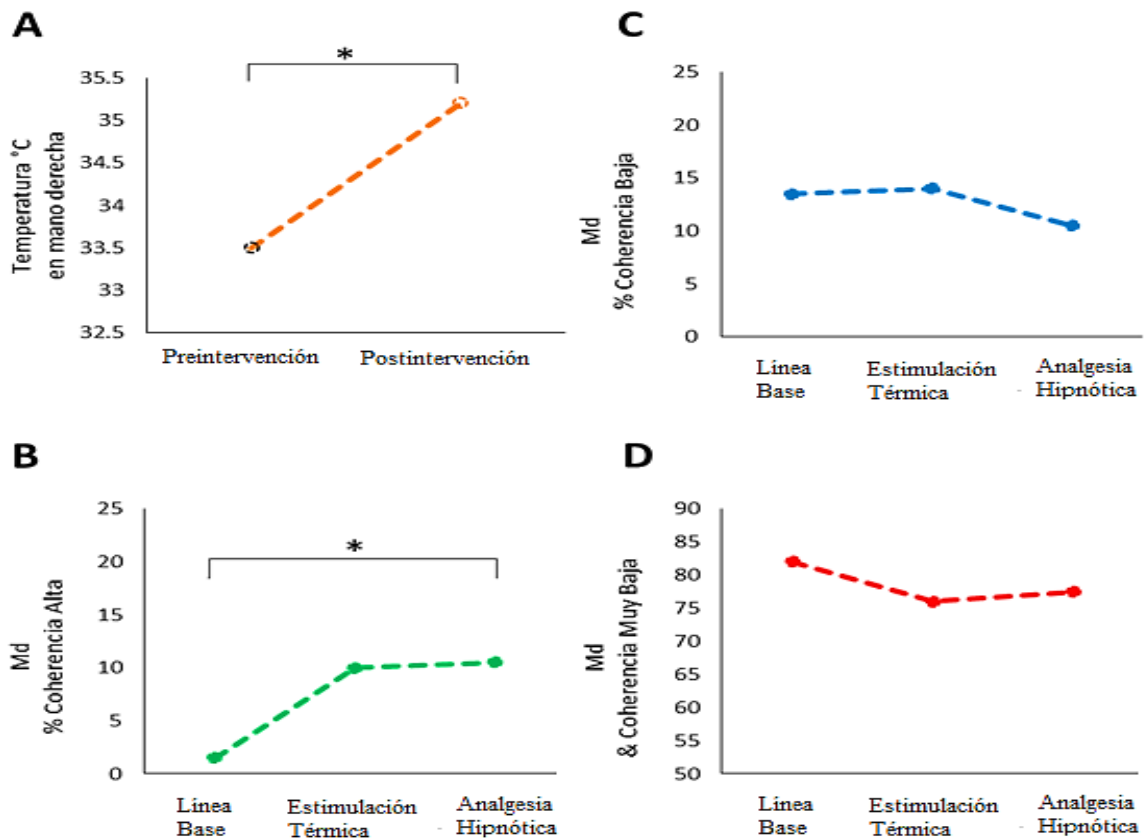 A
*
35.5
35
34.5
34
33.5
33
32.5
Temperatura °C
en mano derecha
Preintervención Postintervención
C
25
20
15
10
5
0
Md
% Coherencia Baja
Línea
Base
Estimulación
Térmica
Analgesia
Hipnótica
B
25
20
15
10
5
0
*
Md
% Coherencia Alta
Línea
Base
Estimulación
Térmica
Analgesia
Hipnótica
D
90
85
80
75
70
65
60
55
50
Md
& Coherencia Muy Baja
Línea
Base
Estimulación
Térmica
Analgesia
Hipnótica